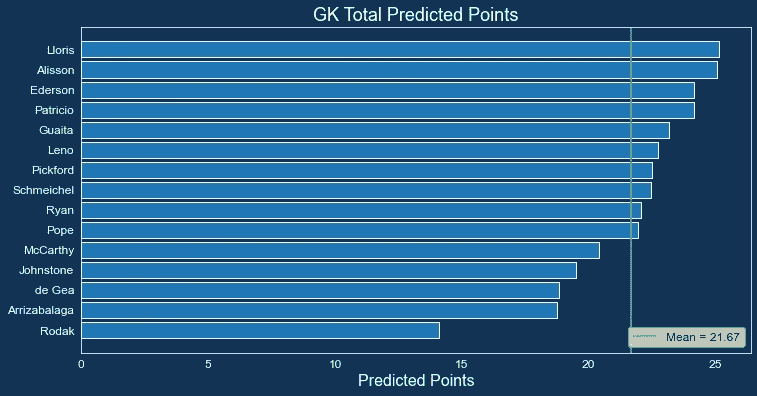 GK Total Predicted Points
Lloris
Alisson
Ederson
Patricio
Guaita
Leno
Pickford
Schmeichel
Ryan
Pope
McCarthy
Johnstone
de Gea
Arrizabalaga
Rodak
Mean = 21.67
0 5 10 15 20 25
Predicted Points